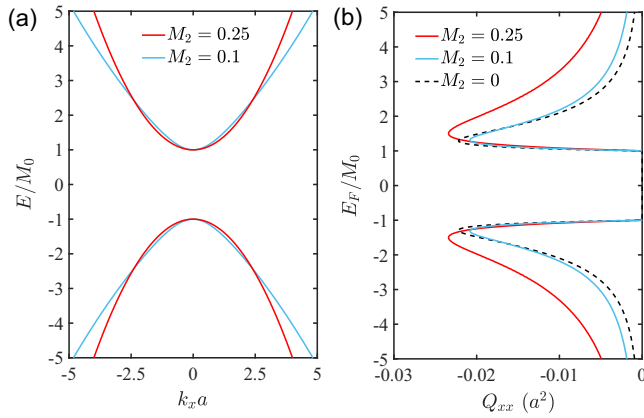 (a)
5
4
3
2
1
0
-1
-2
-3
-4
-5
E/M₀
-5
-2.5
0
2.5
5
kₓa
M₂ = 0.25
M₂ = 0.1
(b)
5
4
3
2
1
0
-1
-2
-3
-4
-5
E_F/M₀
-0.03
-0.02
-0.01
0
Qₓₓ (a²)
M₂ = 0.25
M₂ = 0.1
M₂ = 0